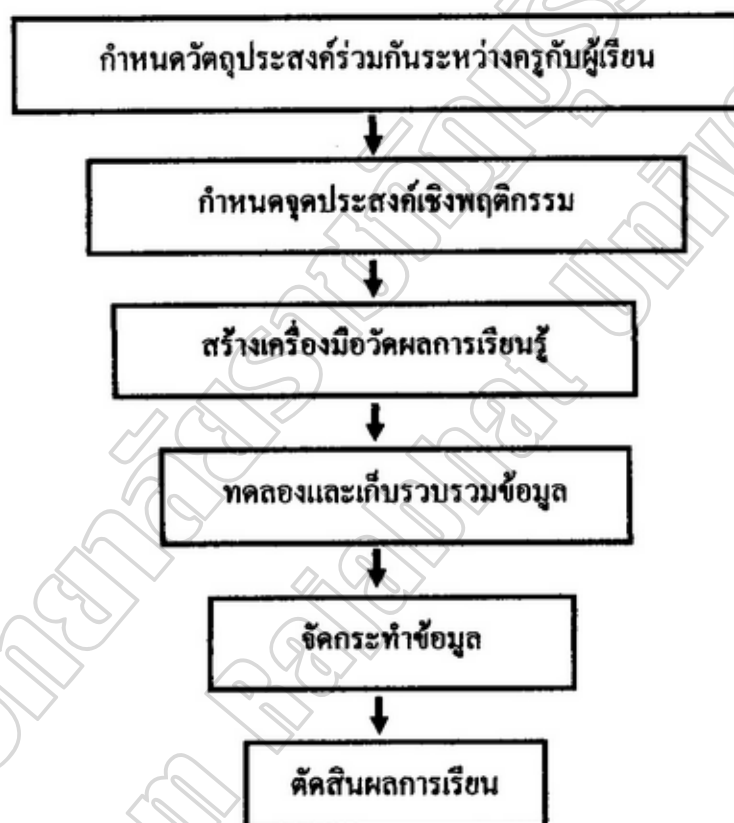 กำหนดวัตถุประสงค์ร่วมกันระหว่างครูกับผู้เรียน
กำหนดจุดประสงค์เชิงพฤติกรรม
สร้างเครื่องมือวัดผลการเรียนรู้
ทดลองและเก็บรวบรวมข้อมูล
จัดกระทำข้อมูล
ตัดสินผลการเรียน